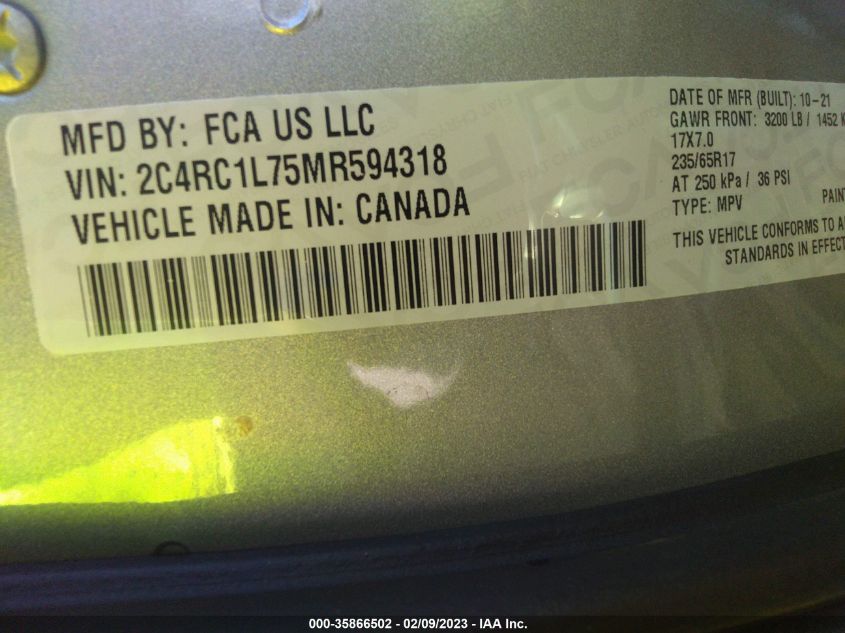 MFD BY: FCA US LLC
VIN: 2C4RC1L75MR594318
VEHICLE MADE IN: CANADA
DATE OF MFR (BUILT): 10-21
GAWR FRONT: 3200 LB / 1452 K
17X7.0
235/65R17
AT 250 kPa / 36 PSI
TYPE: MPV PAINT
THIS VEHICLE CONFORMS TO A
STANDARDS IN EFFECT
000-35866502 - 02/09/2023 - IAA Inc.